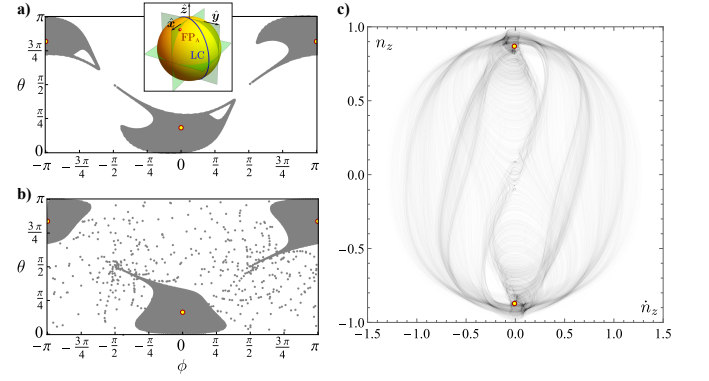 a)
π
3π/4
θ π/2
π/4
0
−π −3π/4 −π/2 −π/4 0 π/4 π/2 3π/4 π
ẑ
x̂ ŷ
FP
LC
b)
π
3π/4
θ π/2
π/4
0
−π −3π/4 −π/2 −π/4 0 π/4 π/2 3π/4 π
ϕ
c)
1.0
n_z
0.5
0.0
−0.5
ṅ_z
−1.0
−1.5 −1.0 −0.5 0.0 0.5 1.0 1.5